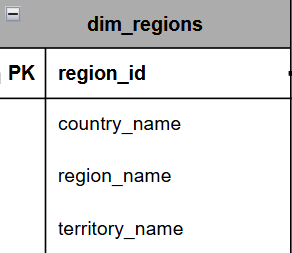 dim_regions
PK region_id
country_name
region_name
territory_name